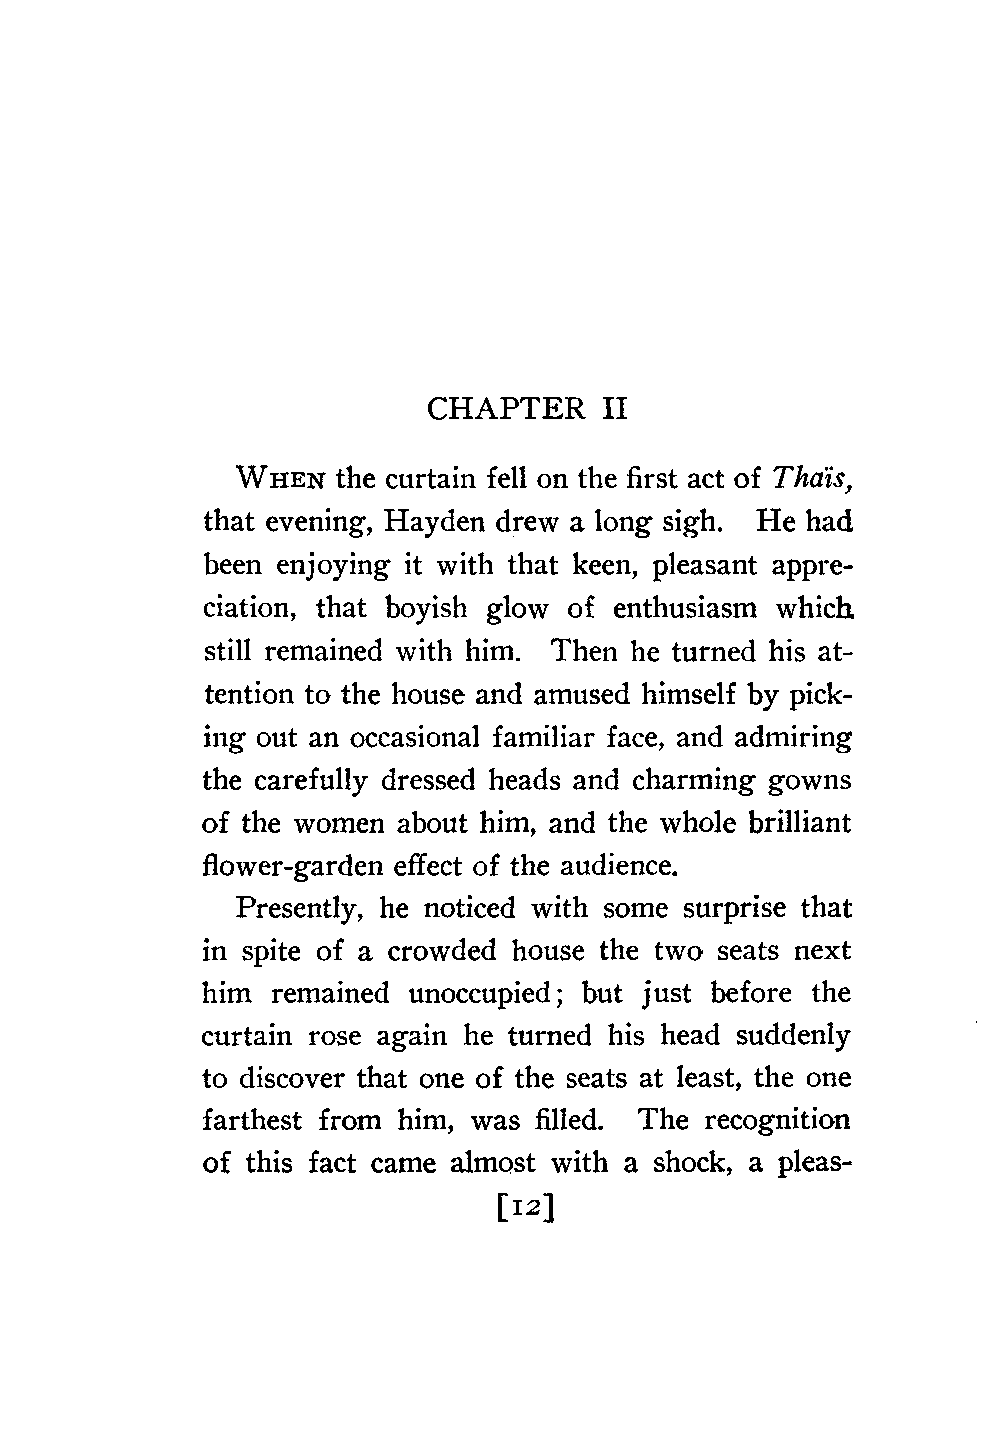 CHAPTER II
WHEN the curtain fell on the first act of Thaïs,
that evening, Hayden drew a long sigh. He had
been enjoying it with that keen, pleasant appre-
ciation, that boyish glow of enthusiasm which
still remained with him. Then he turned his at-
tention to the house and amused himself by pick-
ing out an occasional familiar face, and admiring
the carefully dressed heads and charming gowns
of the women about him, and the whole brilliant
flower-garden effect of the audience.
Presently, he noticed with some surprise that
in spite of a crowded house the two seats next
him remained unoccupied; but just before the
curtain rose again he turned his head suddenly
to discover that one of the seats at least, the one
farthest from him, was filled. The recognition
of this fact came almost with a shock, a pleas-
[12]